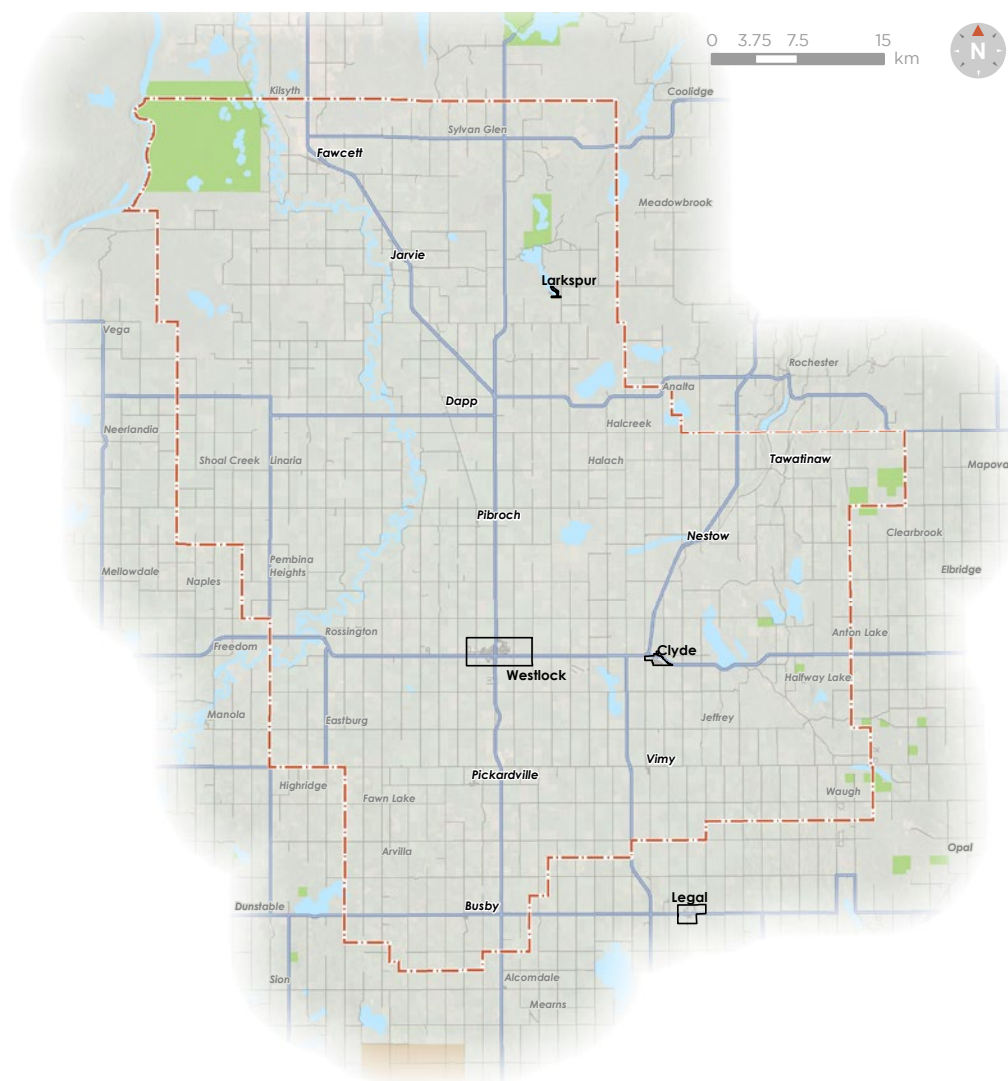 0 3.75 7.5 15
km
N
Kilsyth
Coolidge
Sylvan Glen
Fawcett
Meadowbrook
Jarvie
Larkspur
Vega
Rochester
Analta
Dapp
Halcreek
Neerlandia
Shoal Creek
Linaria
Halach
Tawatinaw
Mapova
Pibroch
Clearbrook
Nestow
Pembina
Heights
Mellowdale
Naples
Elbridge
Rossington
Anton Lake
Freedom
Clyde
Westlock
Halfway Lake
Manola
Eastburg
Jeffrey
Vimy
Pickardville
Highridge
Fawn Lake
Waugh
Arvilla
Opal
Legal
Dunstable
Busby
Sion
Alcomdale
Mearns